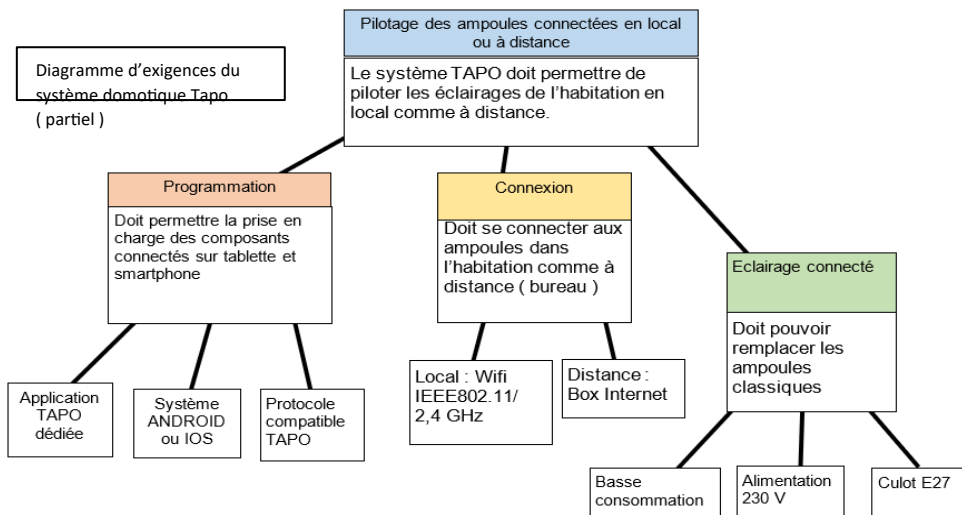 Pilotage des ampoules connectées en local
ou à distance
Diagramme d’exigences du
système domotique Tapo
( partiel )
Le système TAPO doit permettre de
piloter les éclairages de l’habitation en
local comme à distance.
Programmation
Doit permettre la prise en
charge des composants
connectés sur tablette et
smartphone
Connexion
Doit se connecter aux
ampoules dans
l’habitation comme à
distance ( bureau )
Eclairage connecté
Doit pouvoir
remplacer les
ampoules
classiques
Application
TAPO
dédiée
Système
ANDROID
ou IOS
Protocole
compatible
TAPO
Local : Wifi
IEEE802.11/
2,4 GHz
Distance :
Box Internet
Basse
consommation
Alimentation
230 V
Culot E27